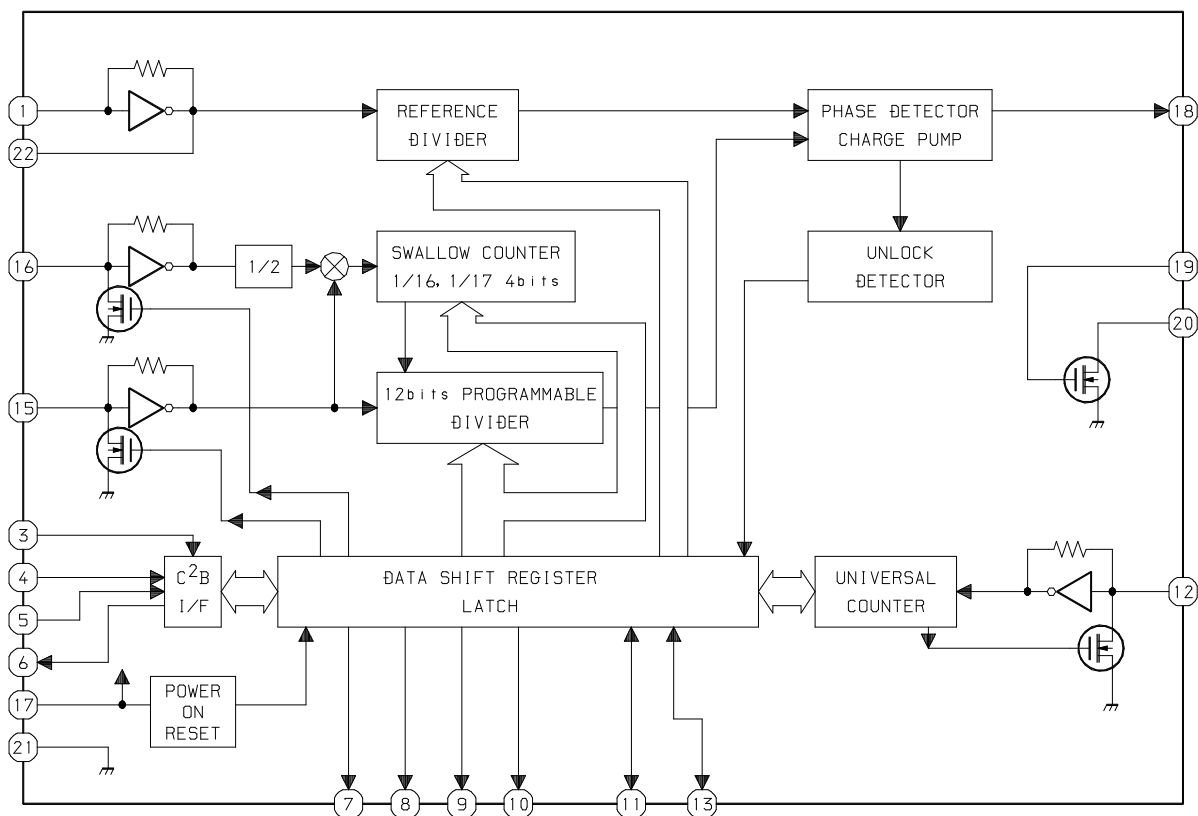 1
REFERENCE
DIVIDER
PHASE DETECTOR
CHARGE PUMP
18
22
16
1/2
SWALLOW COUNTER
1/16, 1/17 4bits
UNLOCK
DETECTOR
19
20
15
12bits PROGRAMMABLE
DIVIDER
3
4
5
6
C²B
I/F
DATA SHIFT REGISTER
LATCH
UNIVERSAL
COUNTER
12
17
POWER
ON
RESET
21
7
8
9
10
11
13